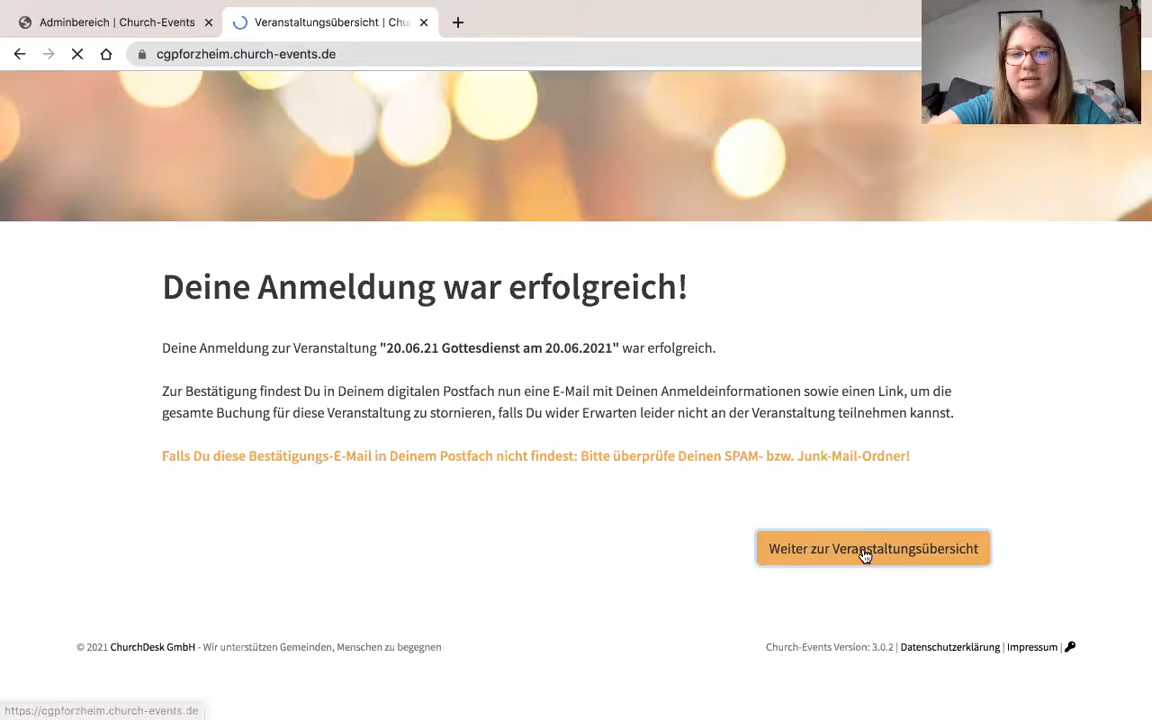 Adminbereich | Church-Events
Veranstaltungsübersicht | Chu
cgpforzheim.church-events.de
Deine Anmeldung war erfolgreich!
Deine Anmeldung zur Veranstaltung "20.06.21 Gottesdienst am 20.06.2021" war erfolgreich.
Zur Bestätigung findest Du in Deinem digitalen Postfach nun eine E-Mail mit Deinen Anmeldeinformationen sowie einen Link, um die
gesamte Buchung für diese Veranstaltung zu stornieren, falls Du wider Erwarten leider nicht an der Veranstaltung teilnehmen kannst.
Falls Du diese Bestätigungs-E-Mail in Deinem Postfach nicht findest: Bitte überprüfe Deinen SPAM- bzw. Junk-Mail-Ordner!
Weiter zur Veranstaltungsübersicht
© 2021 ChurchDesk GmbH - Wir unterstützen Gemeinden, Menschen zu begegnen
Church-Events Version: 3.0.2 | Datenschutzerklärung | Impressum |
https://cgpforzheim.church-events.de